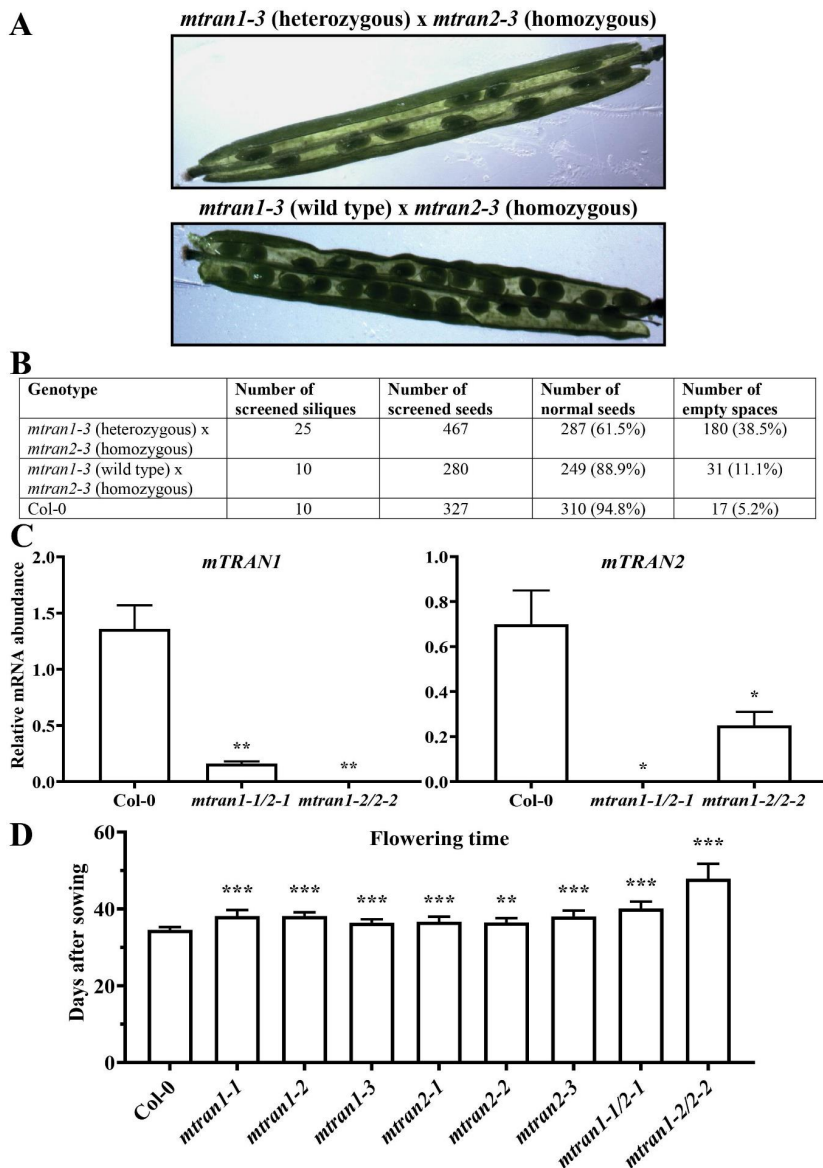 A
mtran1-3 (heterozygous) x mtran2-3 (homozygous)
mtran1-3 (wild type) x mtran2-3 (homozygous)
B
Genotype Number of screened siliques Number of screened seeds Number of normal seeds Number of empty spaces
mtran1-3 (heterozygous) x mtran2-3 (homozygous) 25 467 287 (61.5%) 180 (38.5%)
mtran1-3 (wild type) x mtran2-3 (homozygous) 10 280 249 (88.9%) 31 (11.1%)
Col-0 10 327 310 (94.8%) 17 (5.2%)
C
mTRAN1
Relative mRNA abundance
2.0
1.5
1.0
0.5
0.0
**
**
Col-0 mtran1-1/2-1 mtran1-2/2-2
mTRAN2
1.0
0.8
0.6
0.4
0.2
0.0
*
*
Col-0 mtran1-1/2-1 mtran1-2/2-2
D
Flowering time
Days after sowing
60
40
20
0
*** *** *** *** ** *** *** ***
Col-0
mtran1-1
mtran1-2
mtran1-3
mtran2-1
mtran2-2
mtran2-3
mtran1-1/2-1
mtran1-2/2-2